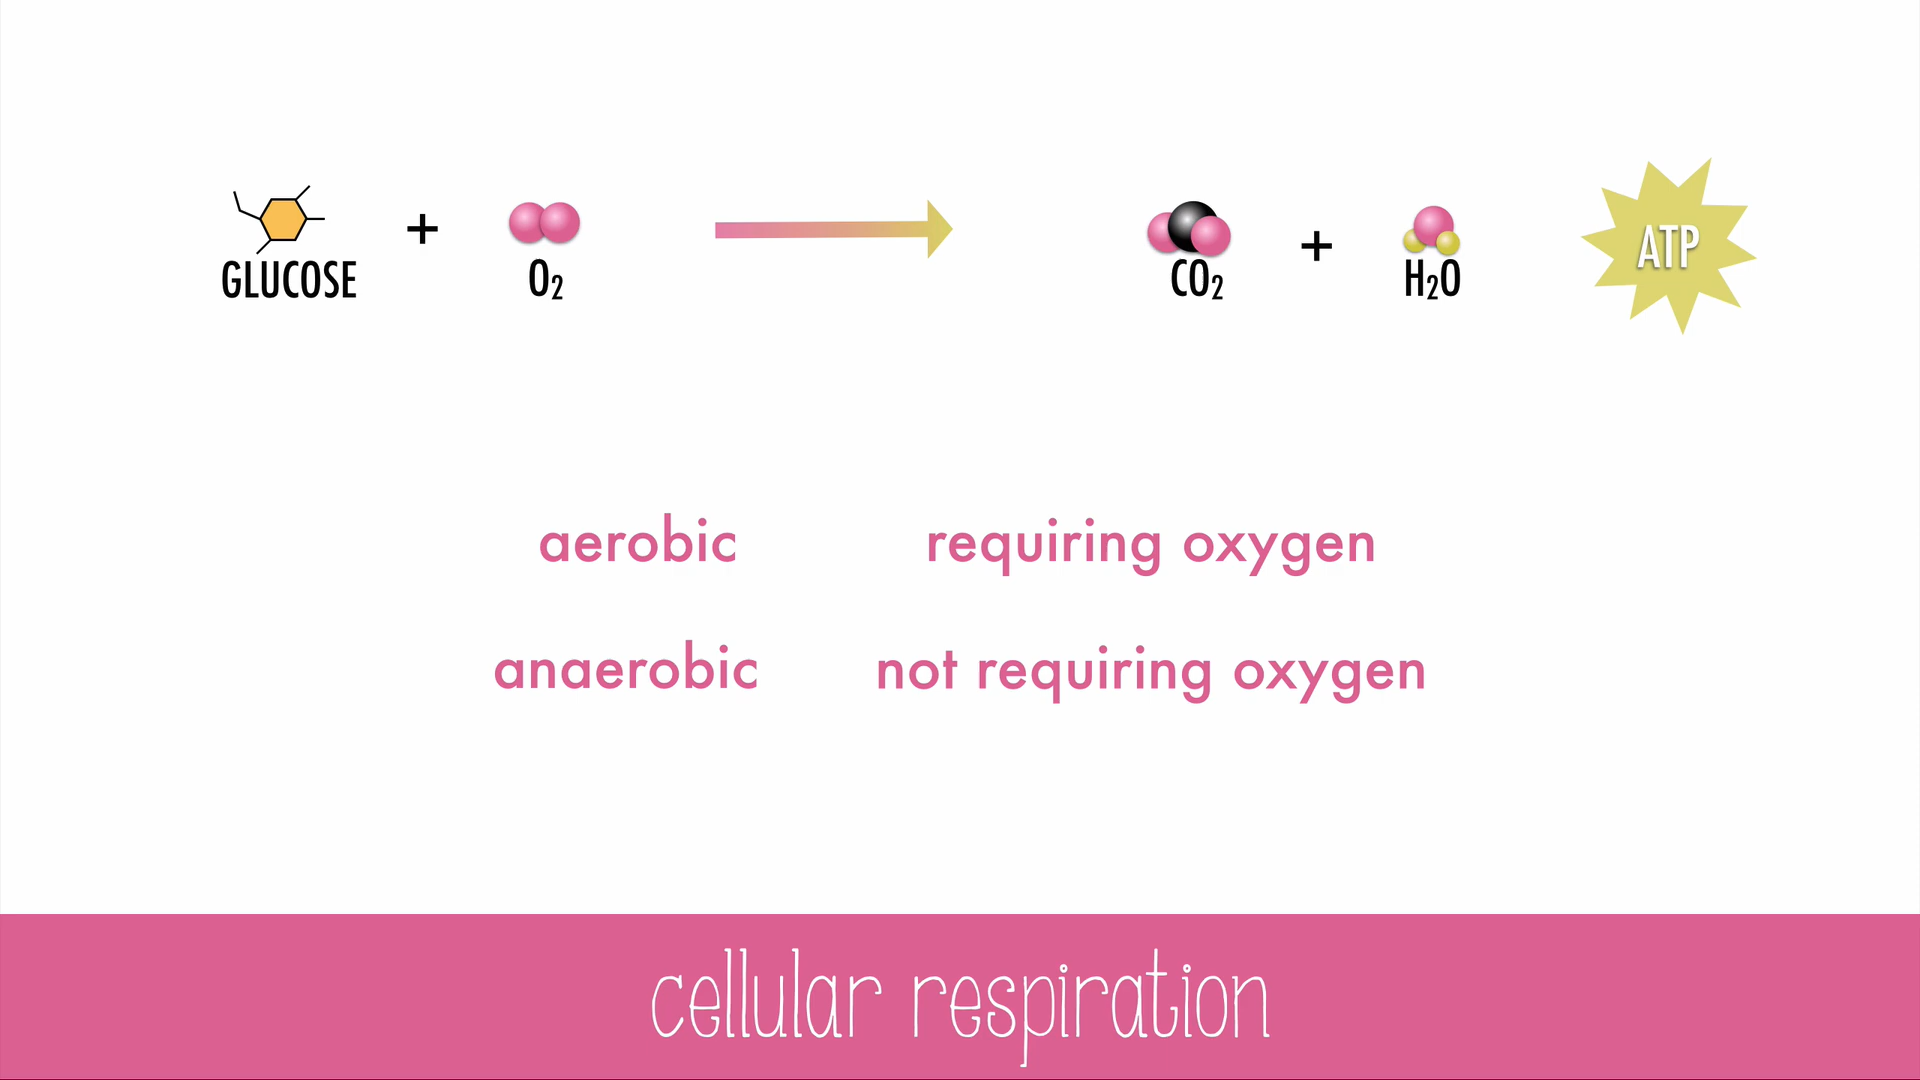 GLUCOSE + O₂ CO₂ + H₂O ATP
aerobic requiring oxygen
anaerobic not requiring oxygen
cellular respiration